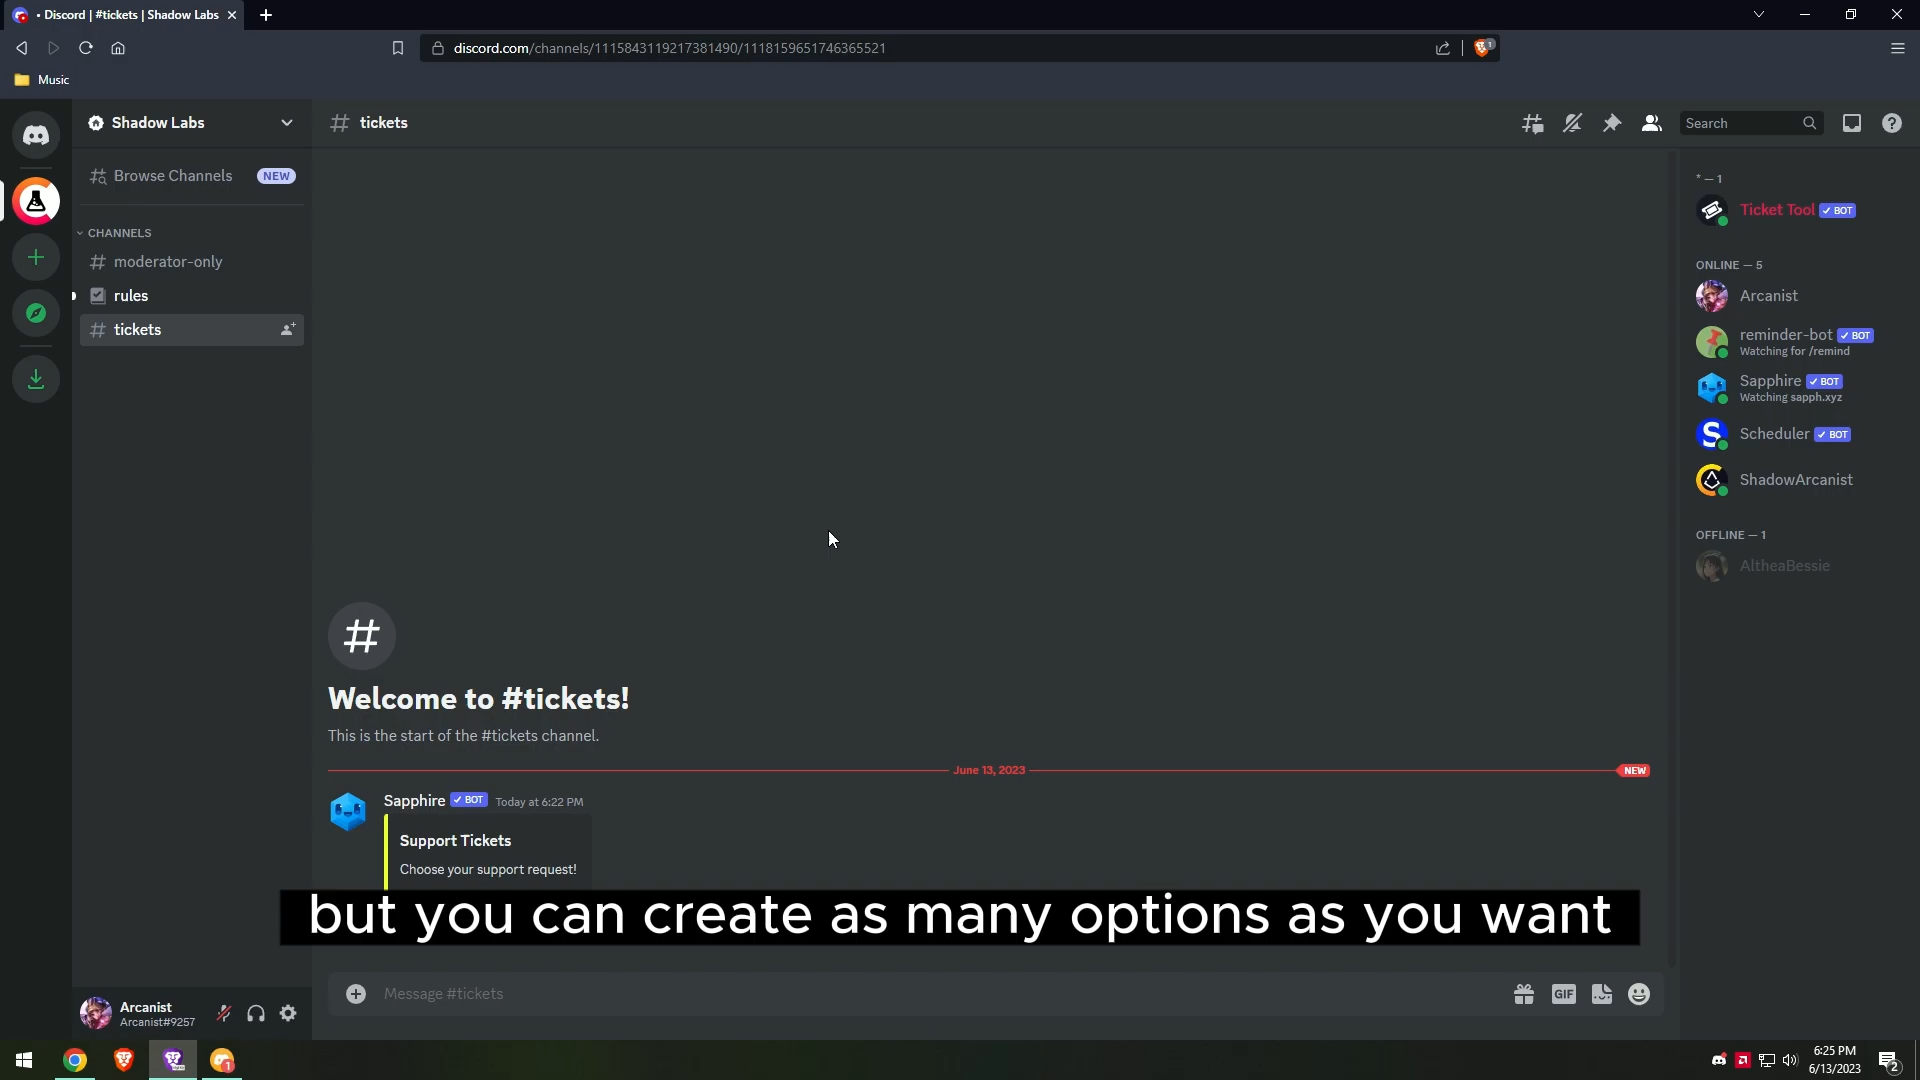 • Discord | #tickets | Shadow Labs
discord.com/channels/1115843119217381490/1118159651746365521
1
Music
Shadow Labs
Browse Channels NEW
CHANNELS
moderator-only
rules
tickets
tickets
Search
* — 1
Ticket Tool ✓ BOT
ONLINE — 5
Arcanist
reminder-bot ✓ BOT
Watching for /remind
Sapphire ✓ BOT
Watching sapph.xyz
Scheduler ✓ BOT
ShadowArcanist
OFFLINE — 1
AltheaBessie
Welcome to #tickets!
This is the start of the #tickets channel.
June 13, 2023 NEW
Sapphire ✓ BOT Today at 6:22 PM
Support Tickets
Choose your support request!
but you can create as many options as you want
Message #tickets
GIF
Arcanist
Arcanist#9257
1
6:25 PM
6/13/2023
2